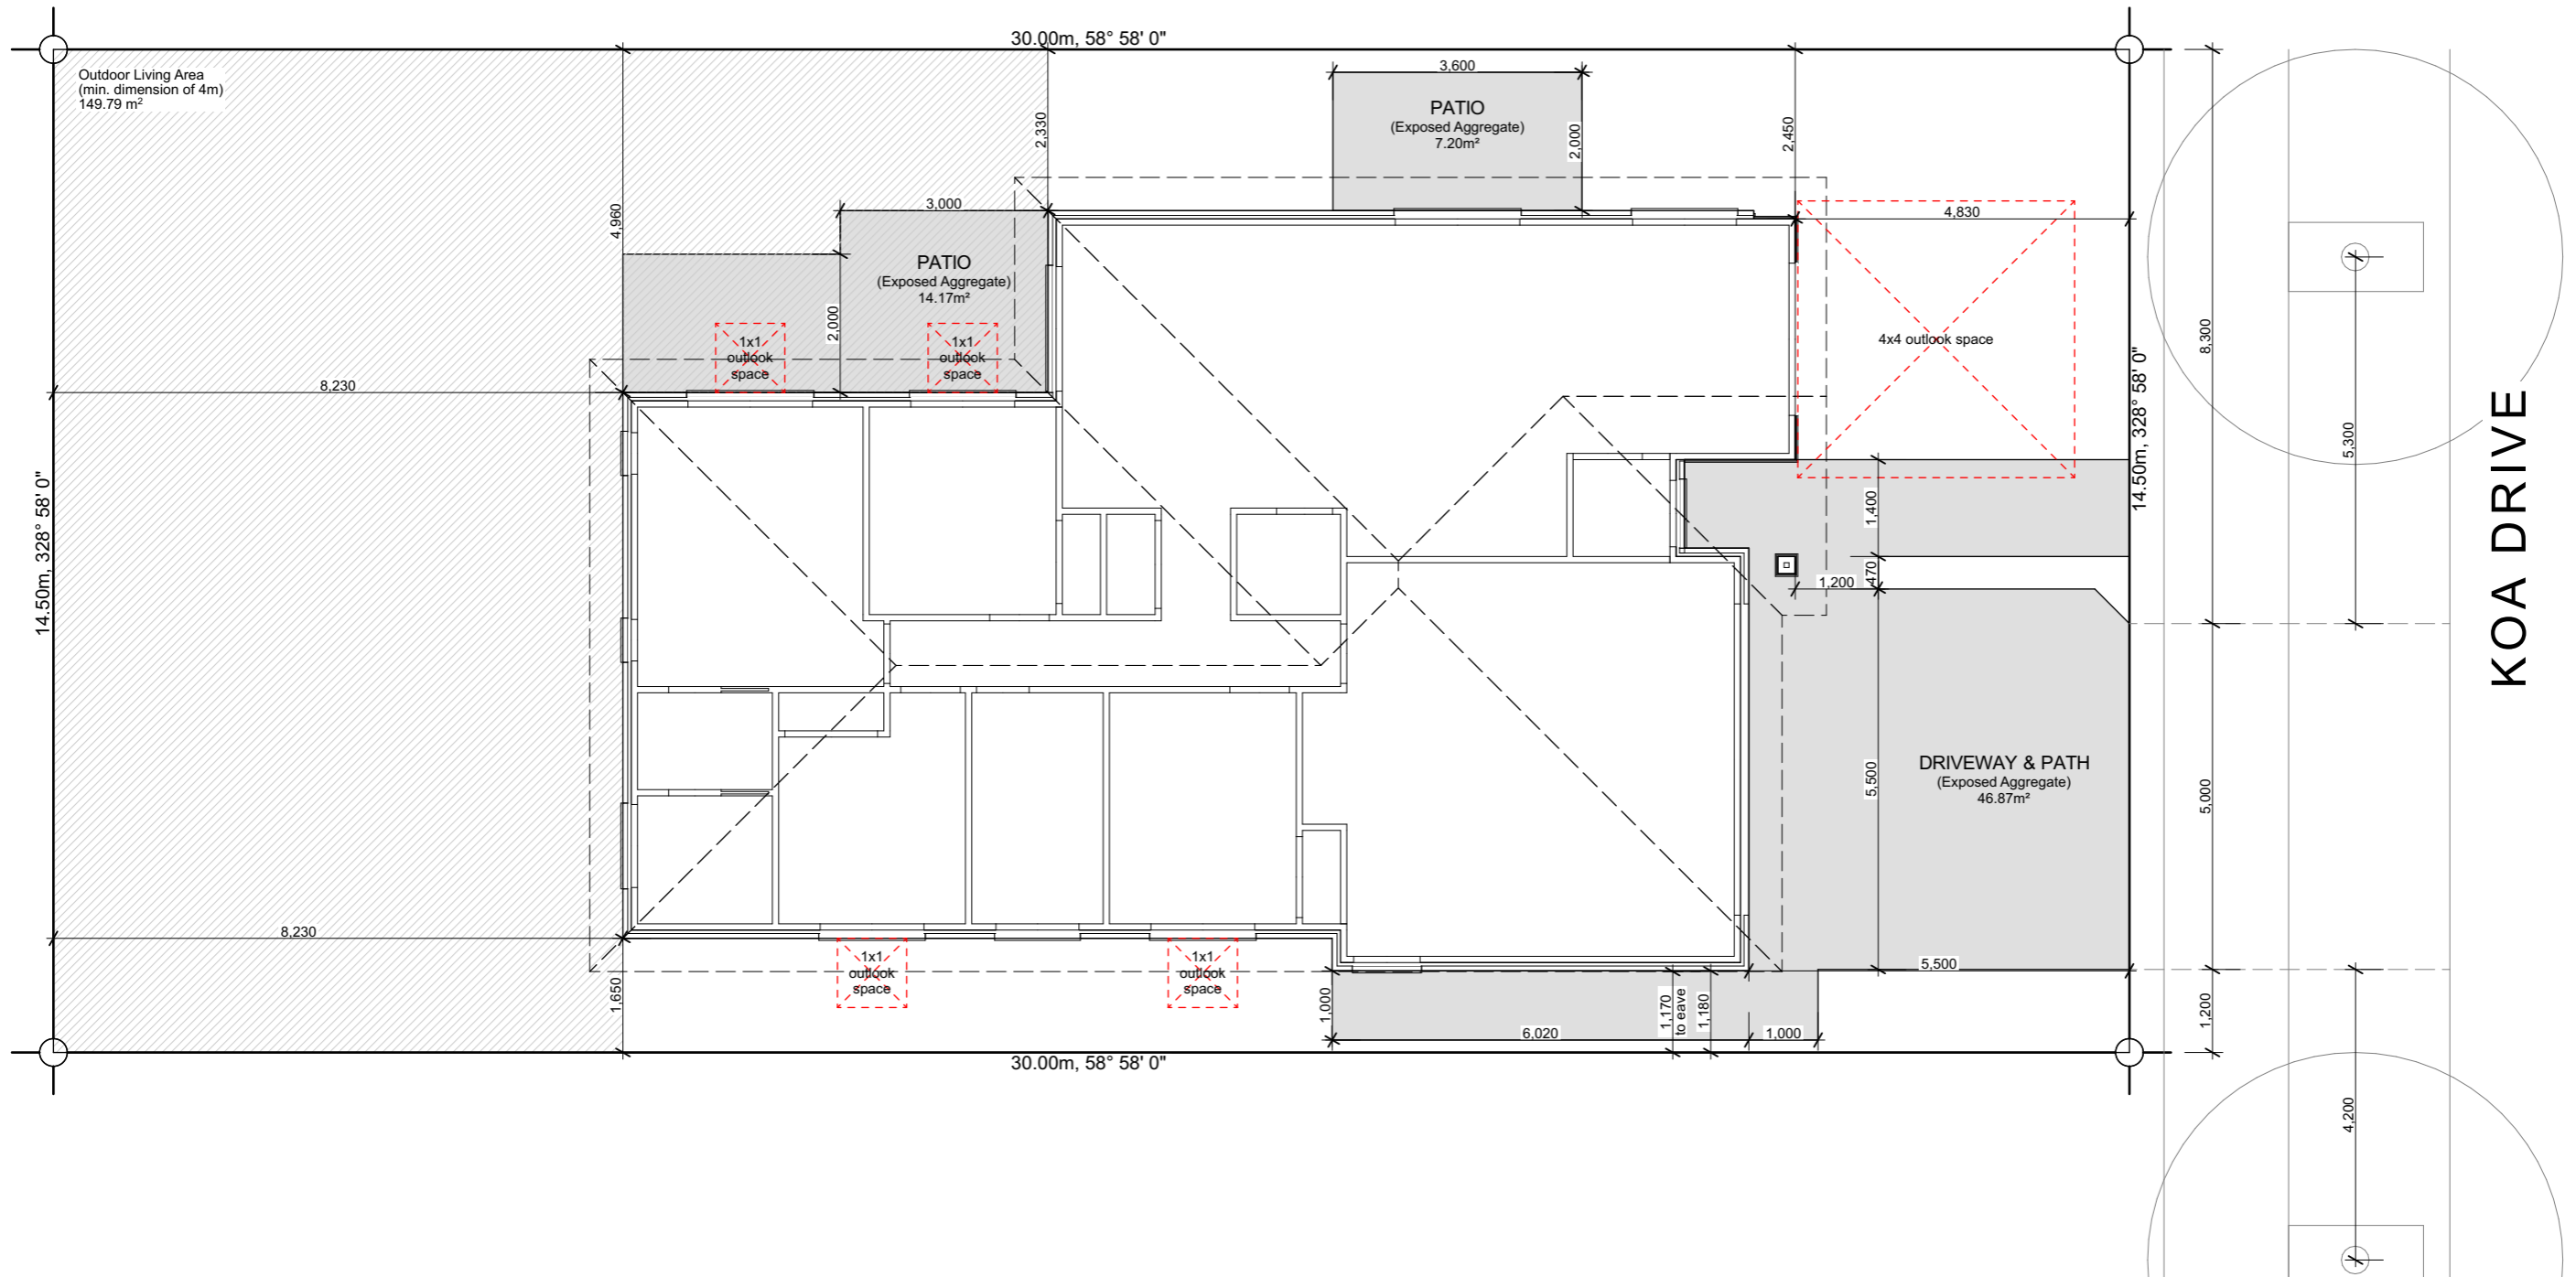 30.00m, 58° 58' 0"
Outdoor Living Area
(min. dimension of 4m)
149.79 m²
3,600
PATIO
(Exposed Aggregate)
7.20m²
2,000
2,330
2,450
4,960
3,000
4,830
PATIO
(Exposed Aggregate)
14.17m²
2,000
1x1
outlook
space
1x1
outlook
space
4x4 outlook space
8,230
14.50m, 328° 58' 0"
14.50m, 328° 58' 0"
8,300
5,300
KOA DRIVE
1,400
470
1,200
5,500
DRIVEWAY & PATH
(Exposed Aggregate)
46.87m²
5,000
8,230
1,650
1x1
outlook
space
1x1
outlook
space
1,000
1,170
to eave
1,180
5,500
6,020
1,000
1,200
30.00m, 58° 58' 0"
4,200